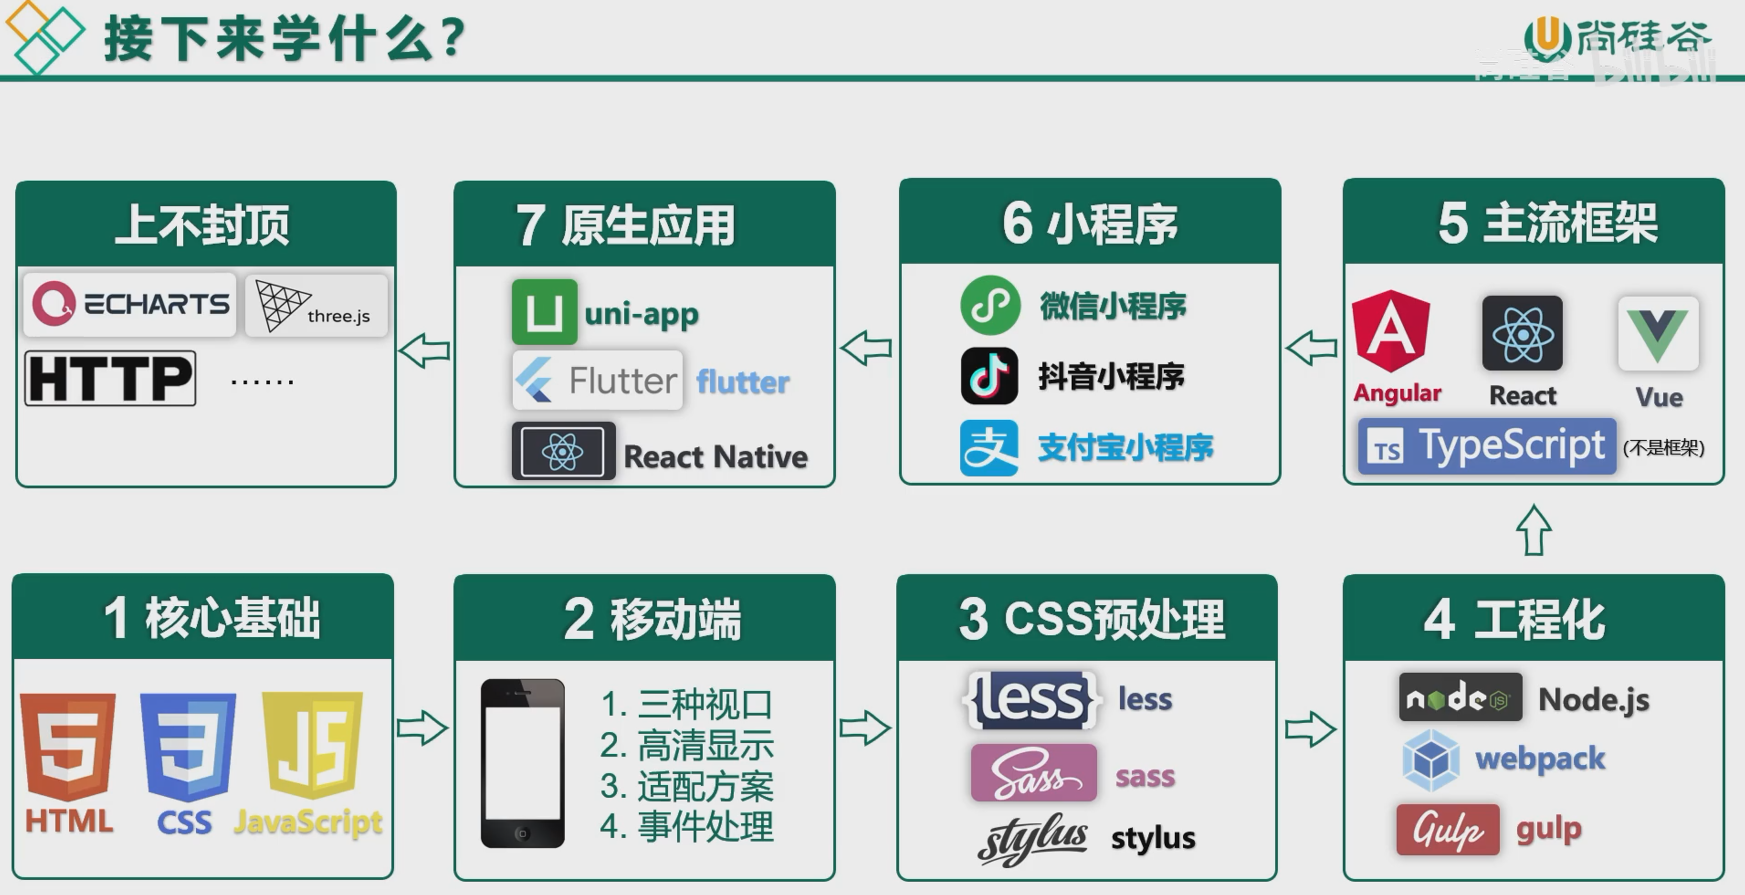 接下来学什么？
尚硅谷
尚硅谷 bilibili
上不封顶
ECHARTS
three.js
HTTP
......
7 原生应用
uni-app
Flutter flutter
React Native
6 小程序
微信小程序
抖音小程序
支付宝小程序
5 主流框架
Angular
React
Vue
TS TypeScript (不是框架)
1 核心基础
HTML
CSS
JS
JavaScript
2 移动端
1. 三种视口
2. 高清显示
3. 适配方案
4. 事件处理
3 CSS预处理
{less} less
Sass sass
stylus stylus
4 工程化
node JS Node.js
webpack
Gulp gulp